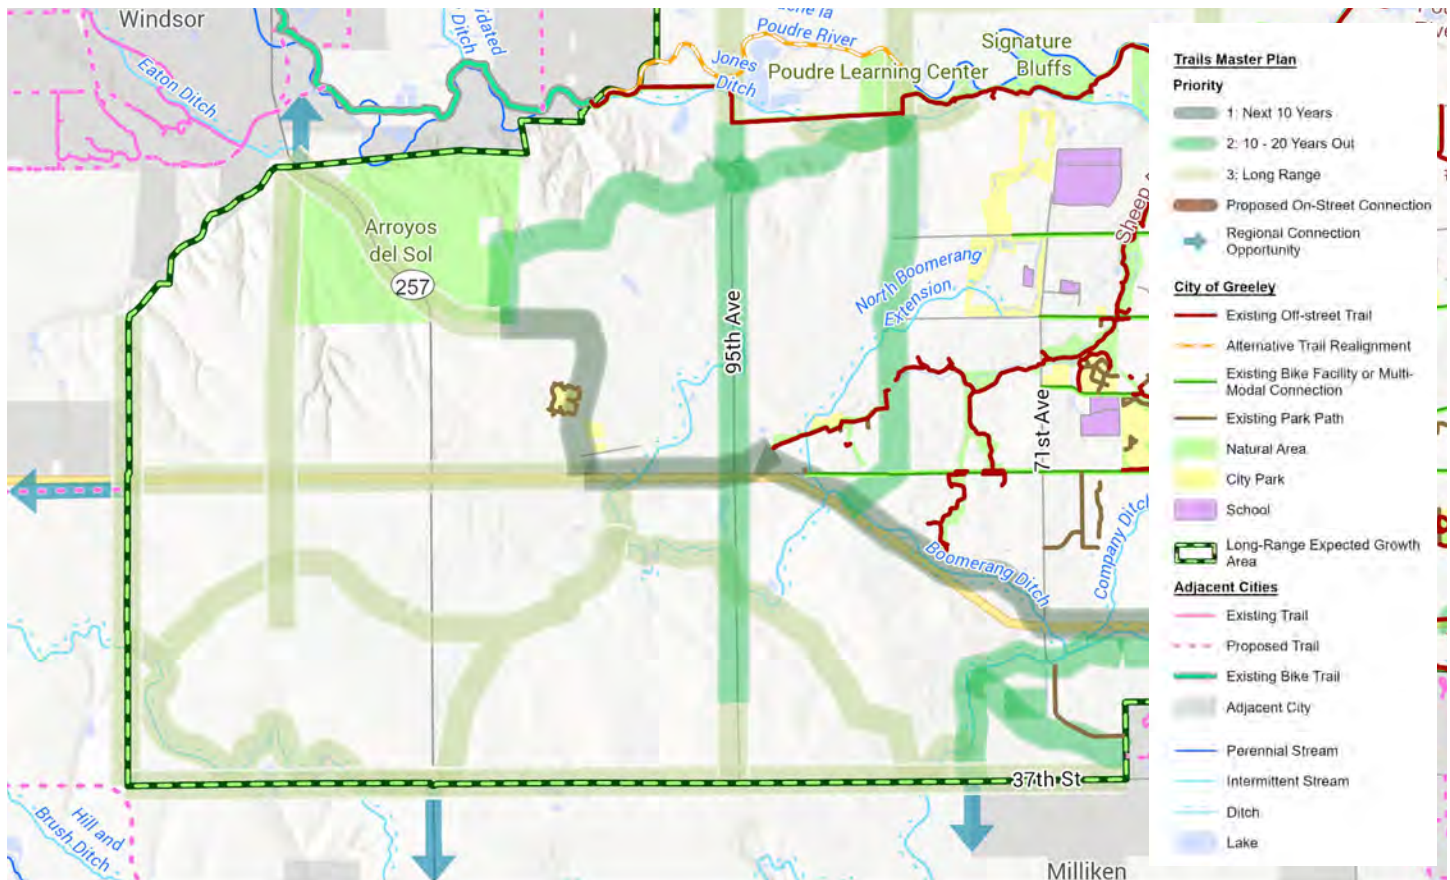 Windsor
Eaton Ditch
idated
Ditch
Poudre River
Jones
Ditch
Poudre Learning Center
Signature
Bluffs
Arroyos
del Sol
257
95th Ave
North Boomerang
Extension
Sheep
71st Ave
Boomerang Ditch
Company Ditch
37th St
Hill and
Brush Ditch
Milliken
Trails Master Plan
Priority
1: Next 10 Years
2: 10 - 20 Years Out
3: Long Range
Proposed On-Street Connection
Regional Connection
Opportunity
City of Greeley
Existing Off-street Trail
Alternative Trail Realignment
Existing Bike Facility or Multi-
Modal Connection
Existing Park Path
Natural Area
City Park
School
Long-Range Expected Growth
Area
Adjacent Cities
Existing Trail
Proposed Trail
Existing Bike Trail
Adjacent City
Perennial Stream
Intermittent Stream
Ditch
Lake